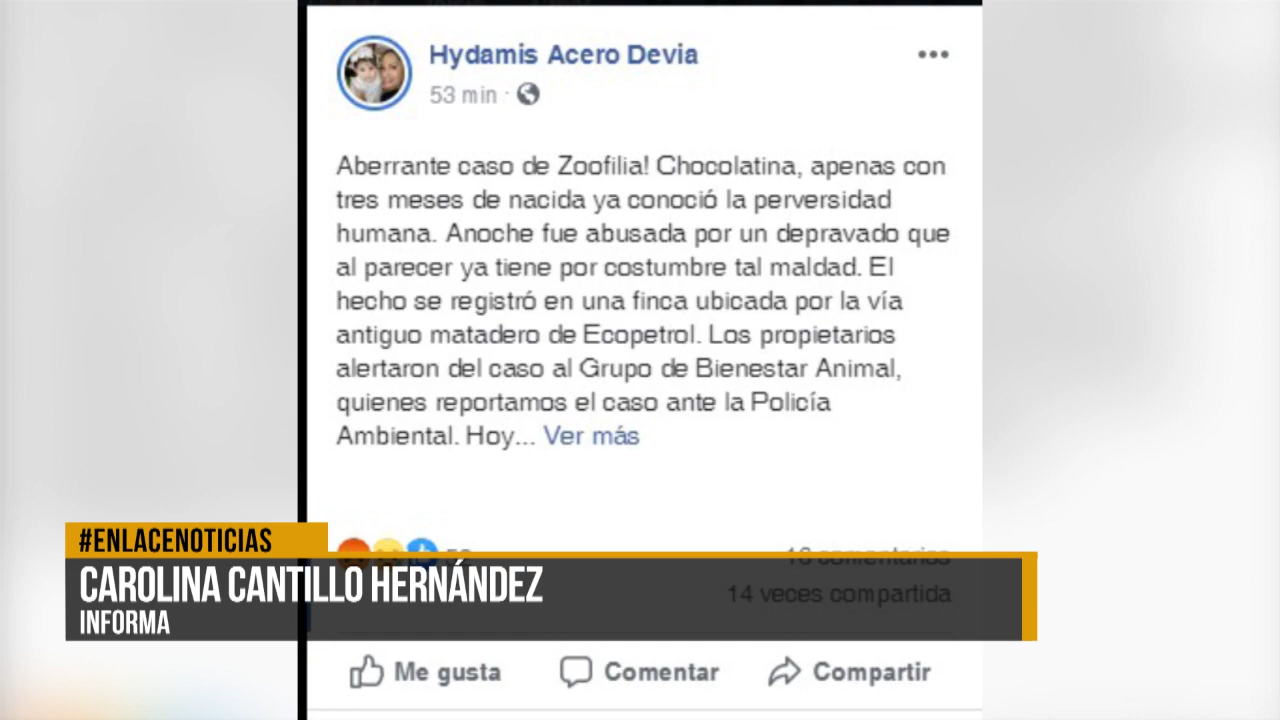 Hydamis Acero Devia
53 min ·
Aberrante caso de Zoofilia! Chocolatina, apenas con
tres meses de nacida ya conoció la perversidad
humana. Anoche fue abusada por un depravado que
al parecer ya tiene por costumbre tal maldad. El
hecho se registró en una finca ubicada por la vía
antiguo matadero de Ecopetrol. Los propietarios
alertaron del caso al Grupo de Bienestar Animal,
quienes reportamos el caso ante la Policía
Ambiental. Hoy... Ver más
#ENLACENOTICIAS
comentarios
CAROLINA CANTILLO HERNÁNDEZ
14 veces compartida
INFORMA
Me gusta Comentar Compartir